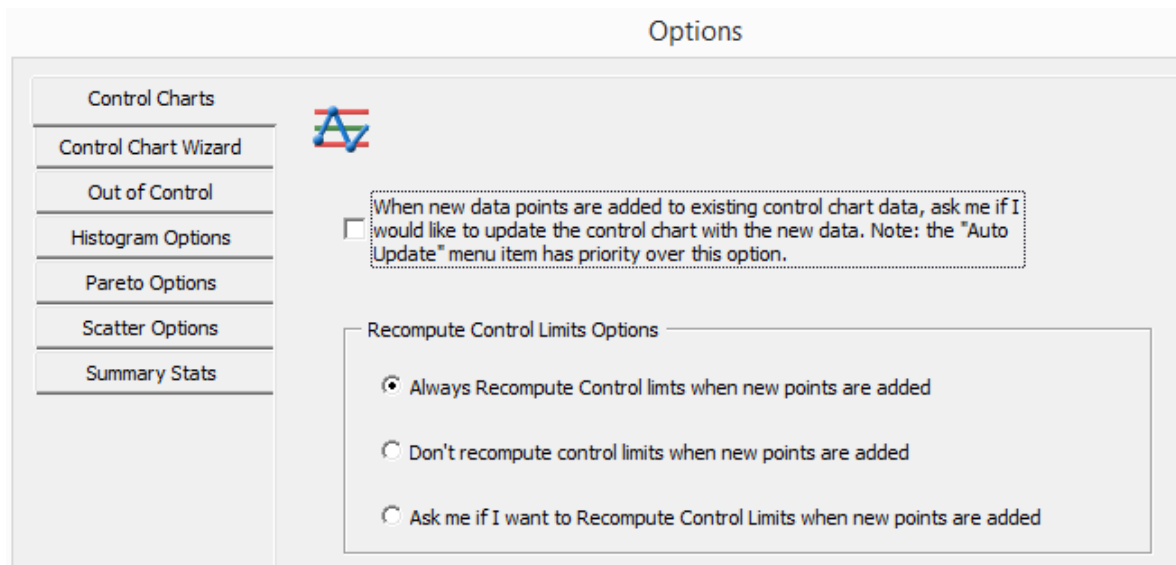 Options
Control Charts
Control Chart Wizard
Out of Control
Histogram Options
Pareto Options
Scatter Options
Summary Stats
When new data points are added to existing control chart data, ask me if I
would like to update the control chart with the new data. Note: the "Auto
Update" menu item has priority over this option.
Recompute Control Limits Options
Always Recompute Control limts when new points are added
Don't recompute control limits when new points are added
Ask me if I want to Recompute Control Limits when new points are added